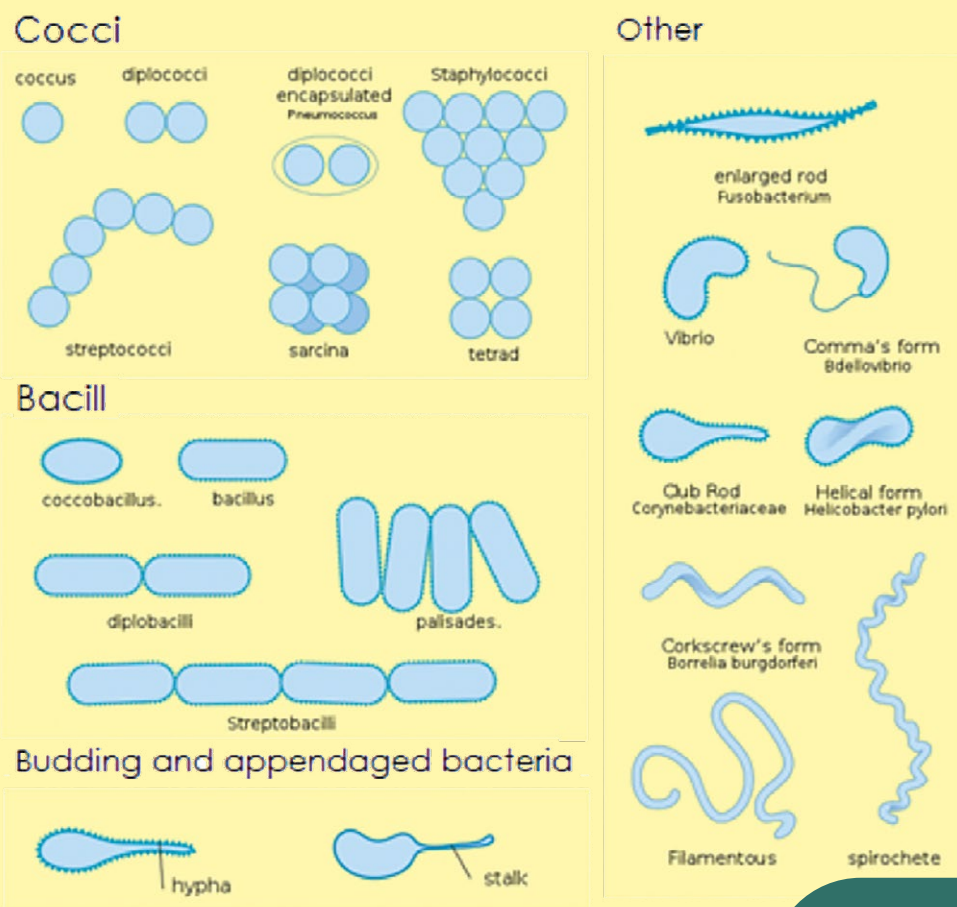 Cocci
coccus
diplococci
diplococci
encapsulated
Pneumococcus
Staphylococci
streptococci
sarcina
tetrad
Bacill
coccobacillus.
bacillus
diplobacilli
palisades.
Streptobacilli
Budding and appendaged bacteria
hypha
stalk
Other
enlarged rod
Fusobacterium
Vibrio
Comma's form
Bdellovibrio
Club Rod
Corynebacteriaceae
Helical form
Helicobacter pylori
Corkscrew's form
Borrelia burgdorferi
Filamentous
spirochete